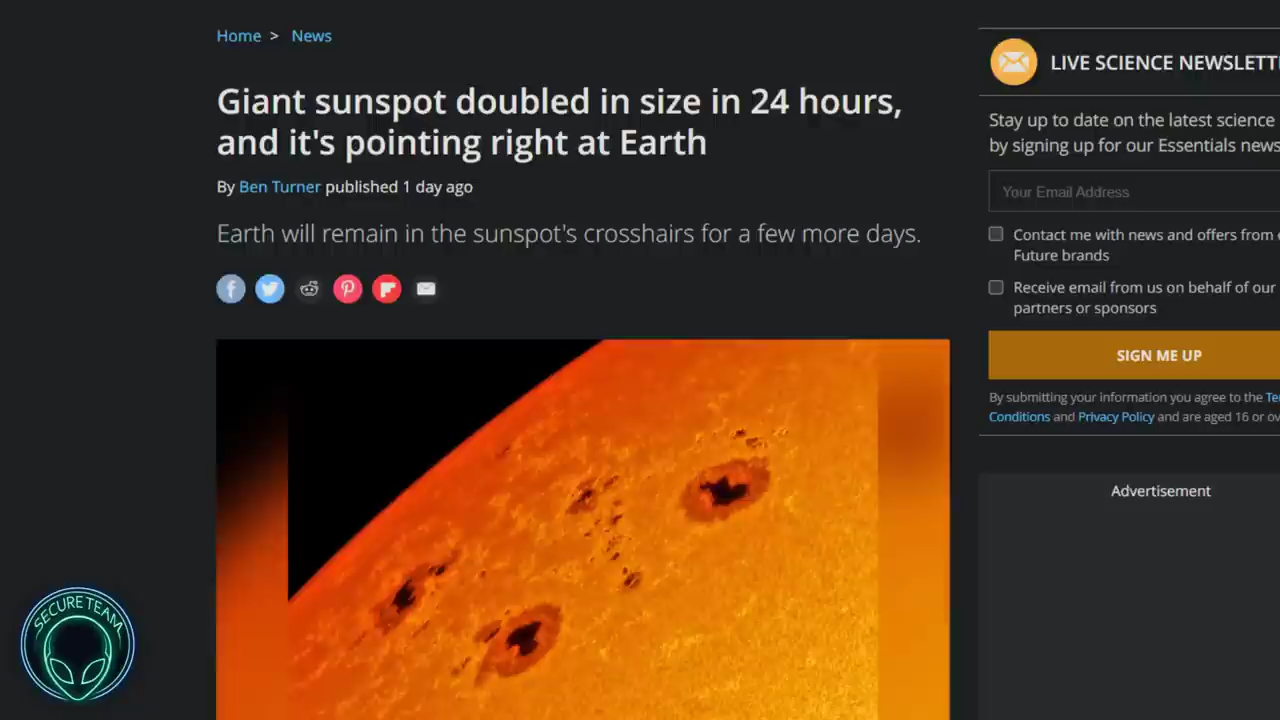 Home > News
Giant sunspot doubled in size in 24 hours,
and it's pointing right at Earth
By Ben Turner published 1 day ago
Earth will remain in the sunspot's crosshairs for a few more days.
LIVE SCIENCE NEWSLETT
Stay up to date on the latest science
by signing up for our Essentials news
Your Email Address
Contact me with news and offers from
Future brands
Receive email from us on behalf of our
partners or sponsors
SIGN ME UP
By submitting your information you agree to the Te
Conditions and Privacy Policy and are aged 16 or ov
Advertisement
SECURE TEAM